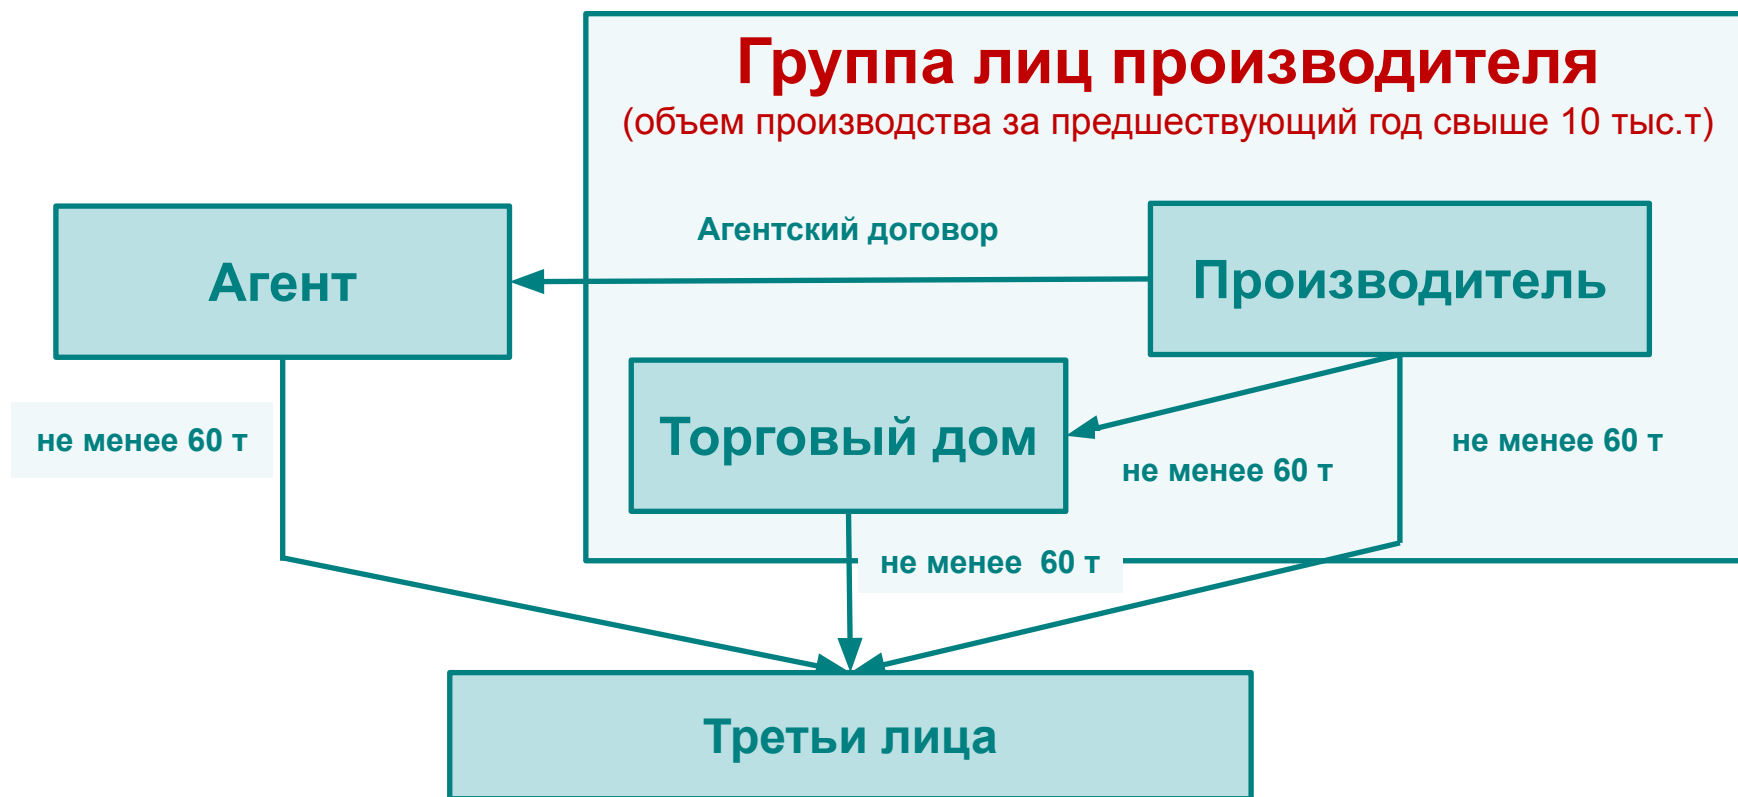 Группа лиц производителя
(объем производства за предшествующий год свыше 10 тыс.т)
Агентский договор
Агент
Производитель
Торговый дом
не менее 60 т
не менее 60 т
не менее 60 т
не менее  60 т
Третьи лица